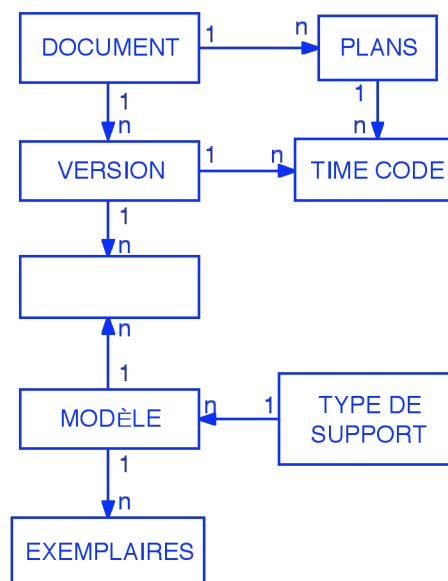 DOCUMENT 1 n PLANS
1 1
n n
VERSION 1 n TIME CODE
1
n
n
1
MODÈLE n 1 TYPE DE
SUPPORT
1
n
EXEMPLAIRES